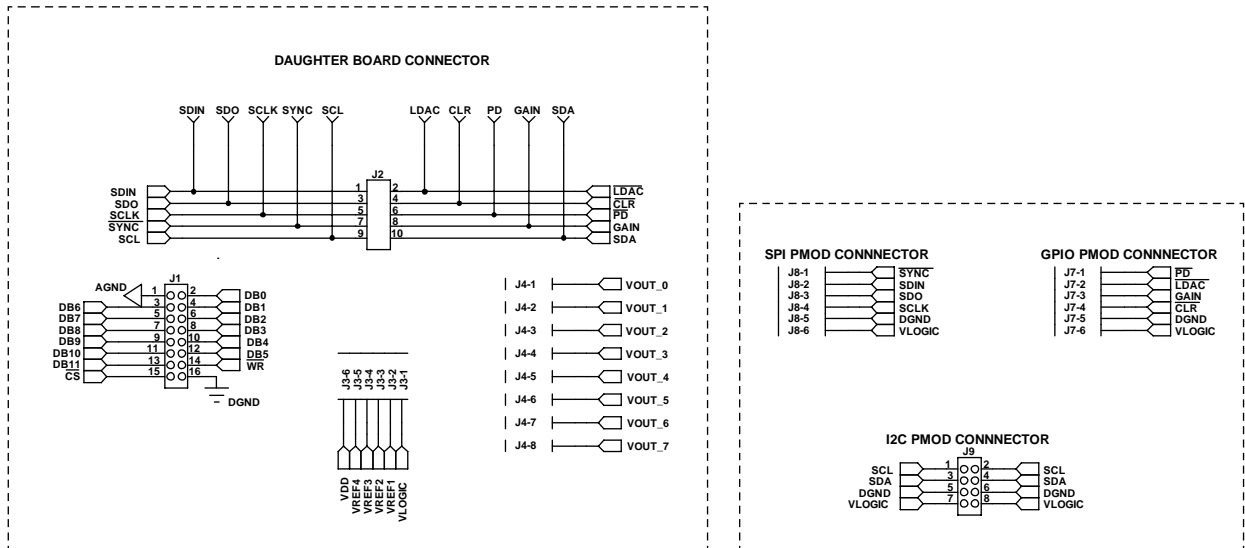 DAUGHTER BOARD CONNECTOR
SDIN SDO SCLK SYNC SCL LDAC CLR PD GAIN SDA
J2
SDIN 1 2 LDAC
SDO 3 4 CLR
SCLK 5 6 PD
SYNC 7 8 GAIN
SCL 9 10 SDA
J1
AGND 1 2 DB0
DB6 3 4 DB1
DB7 5 6 DB2
DB8 7 8 DB3
DB9 9 10 DB4
DB10 11 12 DB5
DB11 13 14 WR
CS 15 16
DGND
J3-6 J3-5 J3-4 J3-3 J3-2 J3-1
VDD VREF4 VREF3 VREF2 VREF1 VLOGIC
J4-1 VOUT_0
J4-2 VOUT_1
J4-3 VOUT_2
J4-4 VOUT_3
J4-5 VOUT_4
J4-6 VOUT_5
J4-7 VOUT_6
J4-8 VOUT_7
SPI PMOD CONNNECTOR
J8-1 SYNC
J8-2 SDIN
J8-3 SDO
J8-4 SCLK
J8-5 DGND
J8-6 VLOGIC
GPIO PMOD CONNNECTOR
J7-1 PD
J7-2 LDAC
J7-3 GAIN
J7-4 CLR
J7-5 DGND
J7-6 VLOGIC
I2C PMOD CONNNECTOR
J9
SCL 1 2 SCL
SDA 3 4 SDA
DGND 5 6 DGND
VLOGIC 7 8 VLOGIC